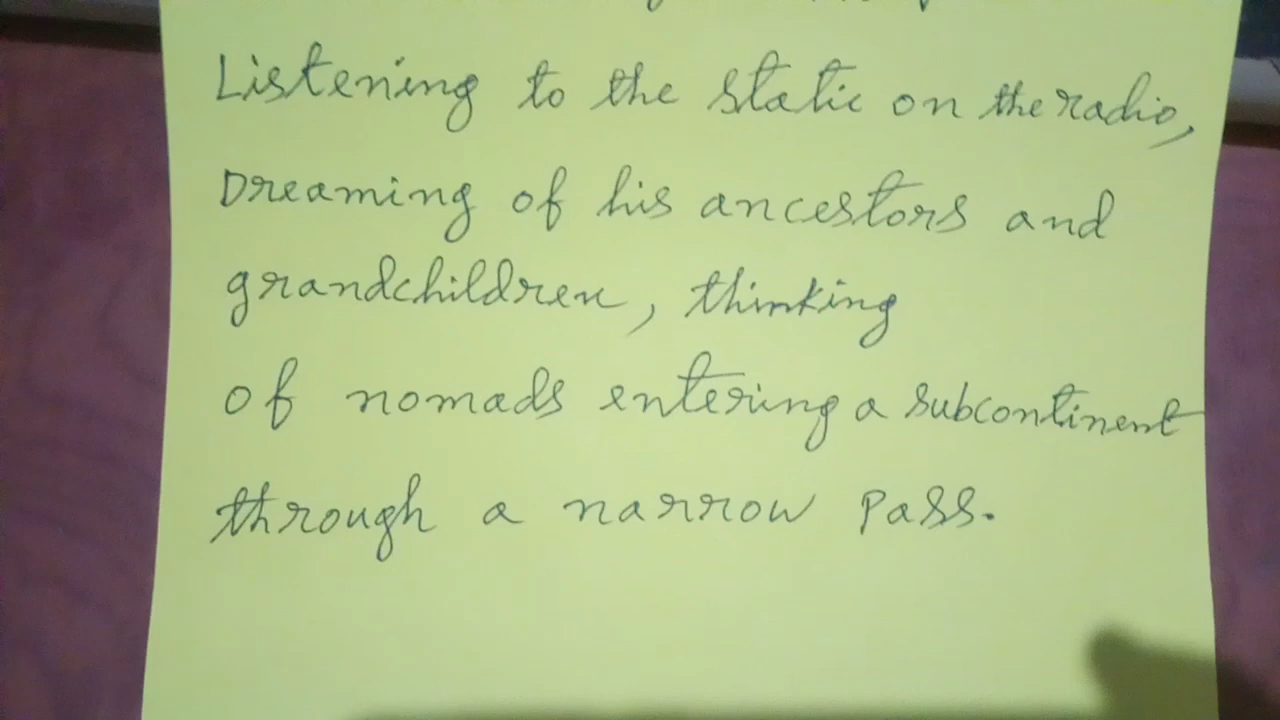 Listening to the static on the radio,
Dreaming of his ancestors and
grandchildren, thinking
of nomads entering a subcontinent
through a narrow pass.